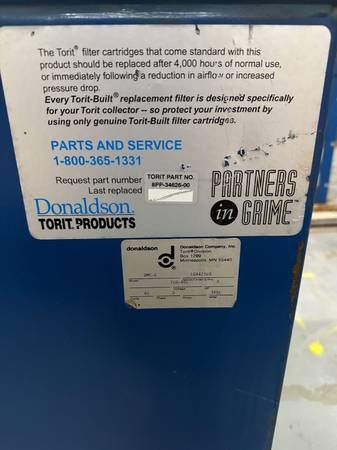 The Torit® filter cartridges that come standard with this
product should be replaced after 4,000 hours of normal use,
or immediately following a reduction in airflow or increased
pressure drop.
Every Torit-Built® replacement filter is designed specifically
for your Torit collector -- so protect your investment by
using only genuine Torit-Built filter cartridges.
PARTS AND SERVICE
1-800-365-1331
TORIT PART NO.
Request part number 8PP-34626-00
Last replaced
PARTNERS
in
GRIME™
Donaldson.
TORIT PRODUCTS
donaldson
Donaldson Company, Inc.
Torit Division
Box 1299
Minneapolis, MN 55440